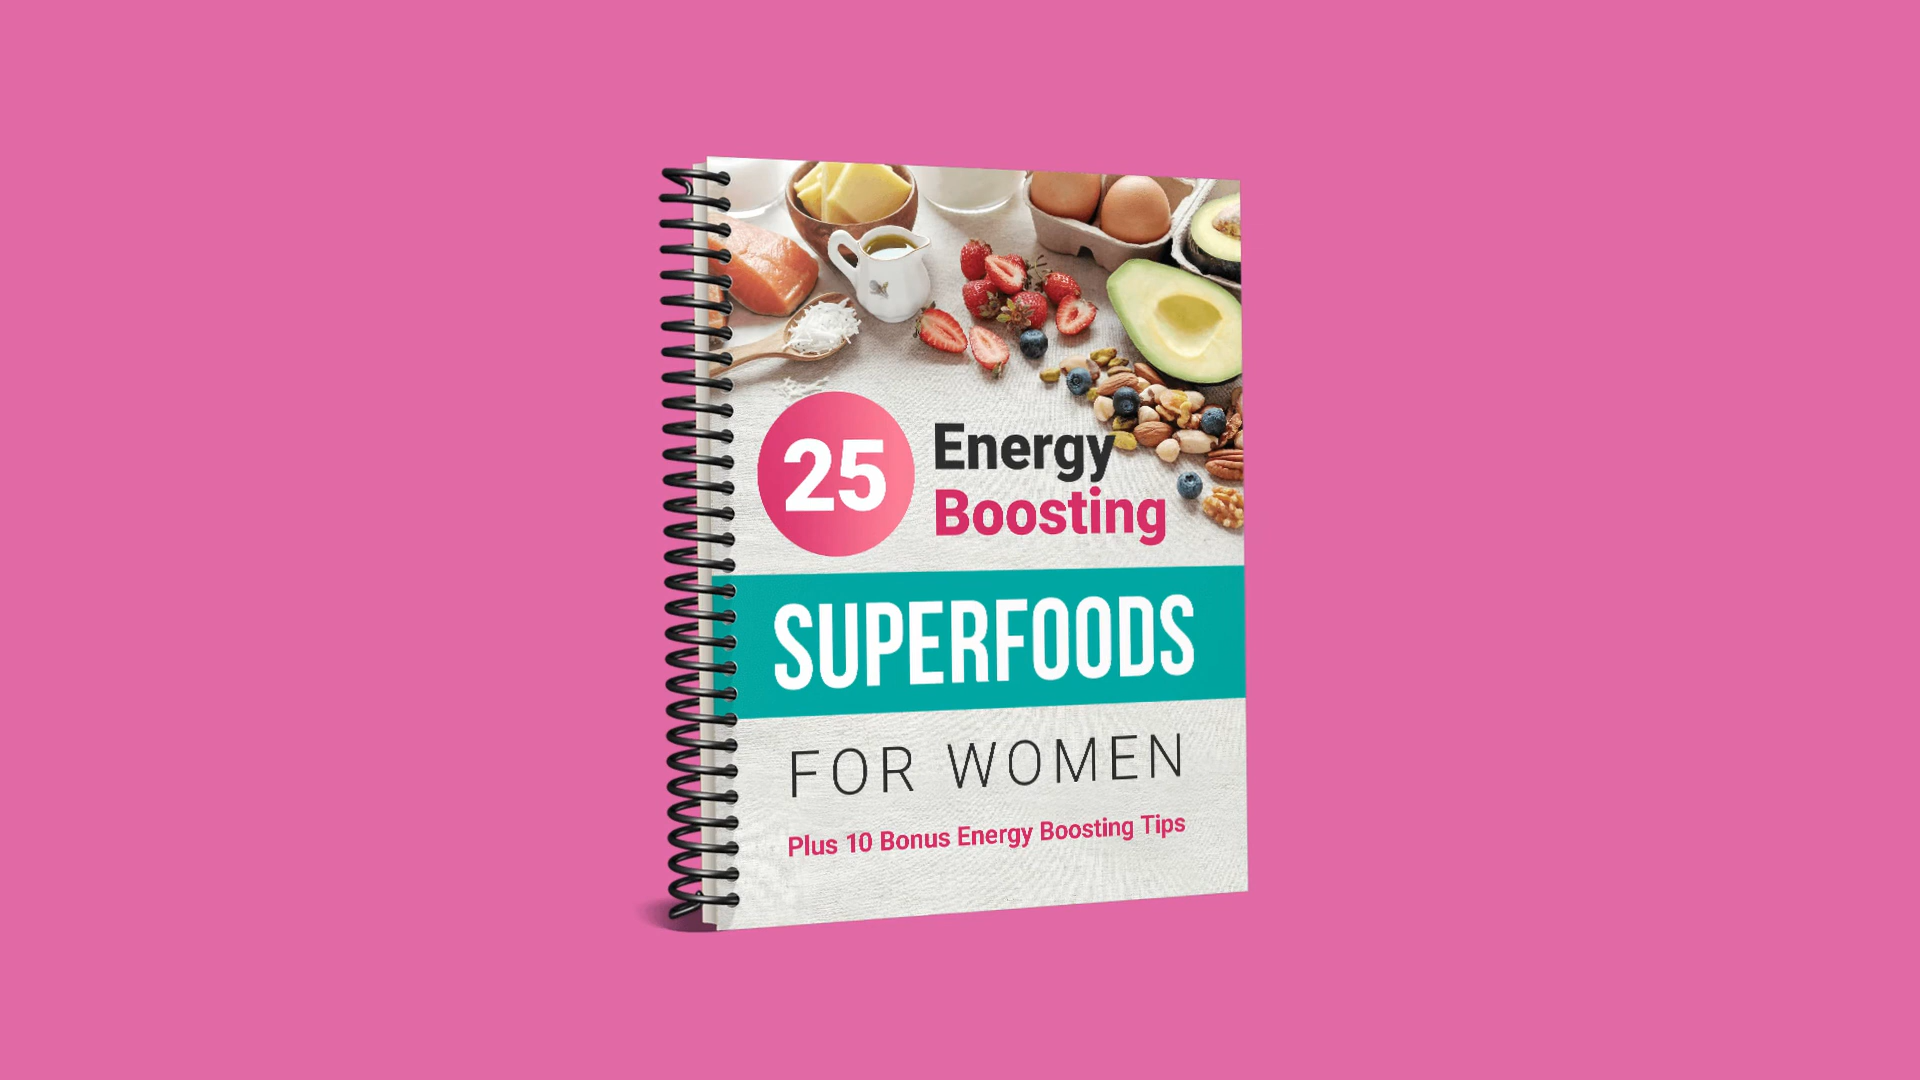 25 Energy
Boosting
SUPERFOODS
FOR WOMEN
Plus 10 Bonus Energy Boosting Tips